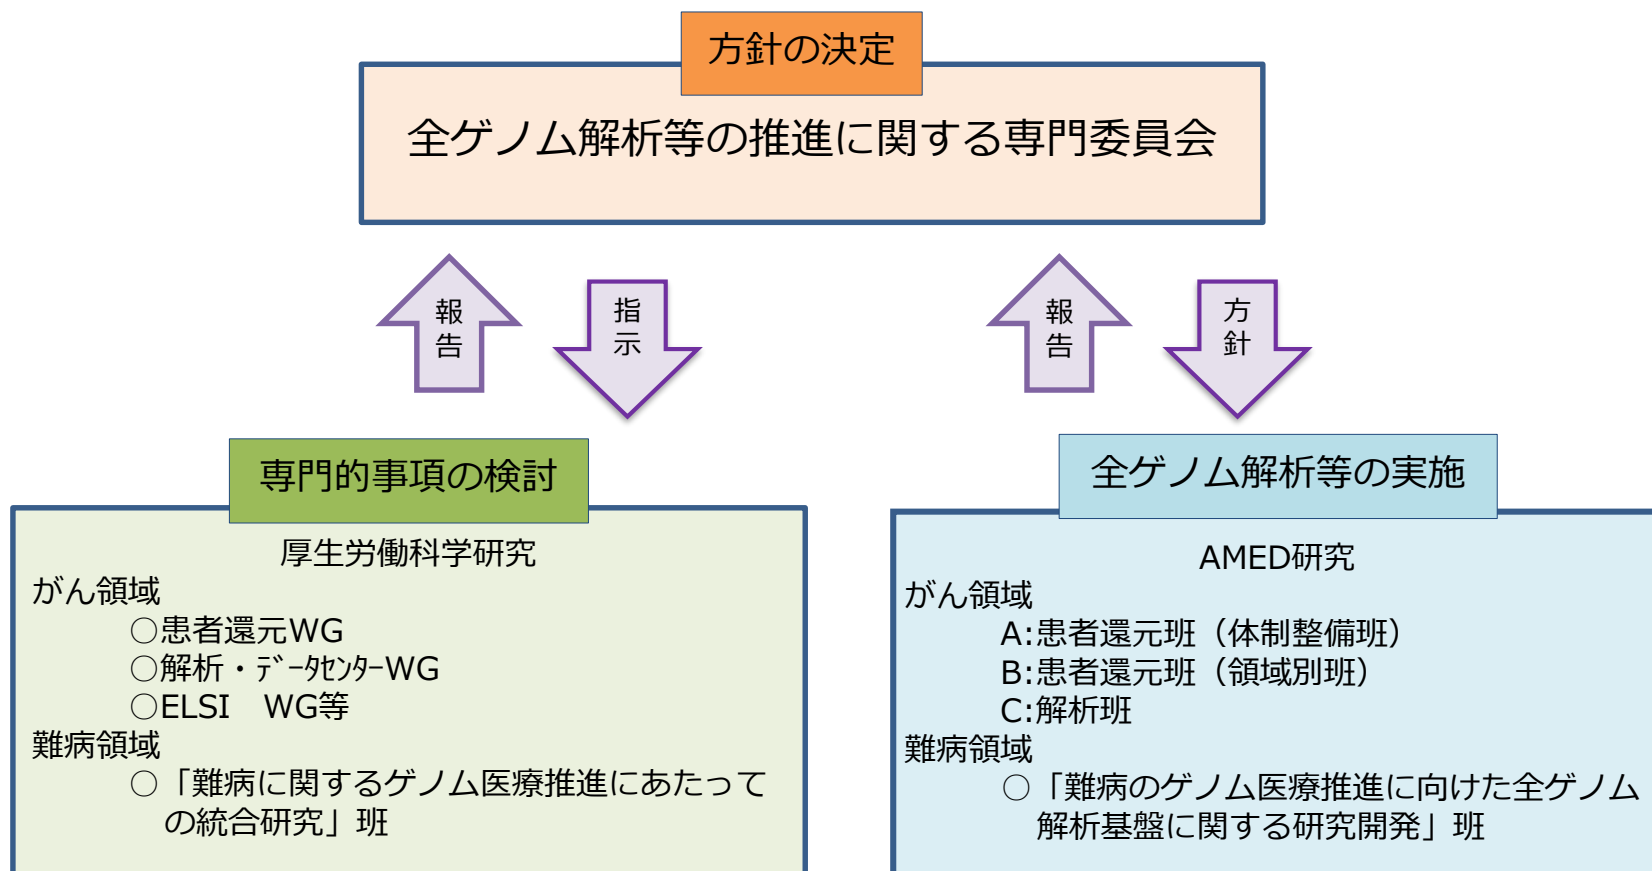 方針の決定
全ゲノム解析等の推進に関する専門委員会
報告
指示
報告
方針
専門的事項の検討
厚生労働科学研究
がん領域
○患者還元WG
○解析・ﾃﾞｰﾀｾﾝﾀｰWG
○ELSI　WG等
難病領域
○「難病に関するゲノム医療推進にあたって
の統合研究」班
全ゲノム解析等の実施
AMED研究
がん領域
A:患者還元班（体制整備班）
B:患者還元班（領域別班）
C:解析班
難病領域
○「難病のゲノム医療推進に向けた全ゲノム
解析基盤に関する研究開発」班